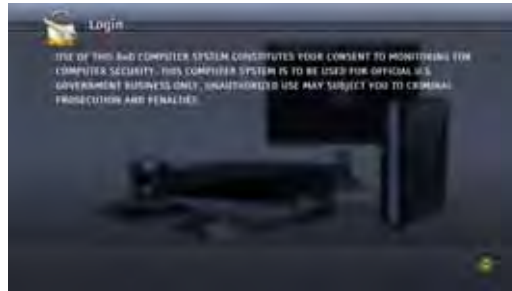 Login
USE OF THIS DoD COMPUTER SYSTEM CONSTITUTES YOUR CONSENT TO MONITORING FOR
COMPUTER SECURITY. THIS COMPUTER SYSTEM IS TO BE USED FOR OFFICIAL U.S.
GOVERNMENT BUSINESS ONLY. UNAUTHORIZED USE MAY SUBJECT YOU TO CRIMINAL
PROSECUTION AND PENALTIES.